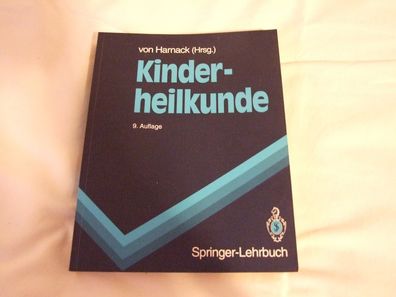 von Harnack (Hrsg.)
Kinder-
heilkunde
9. Auflage
Springer-Lehrbuch